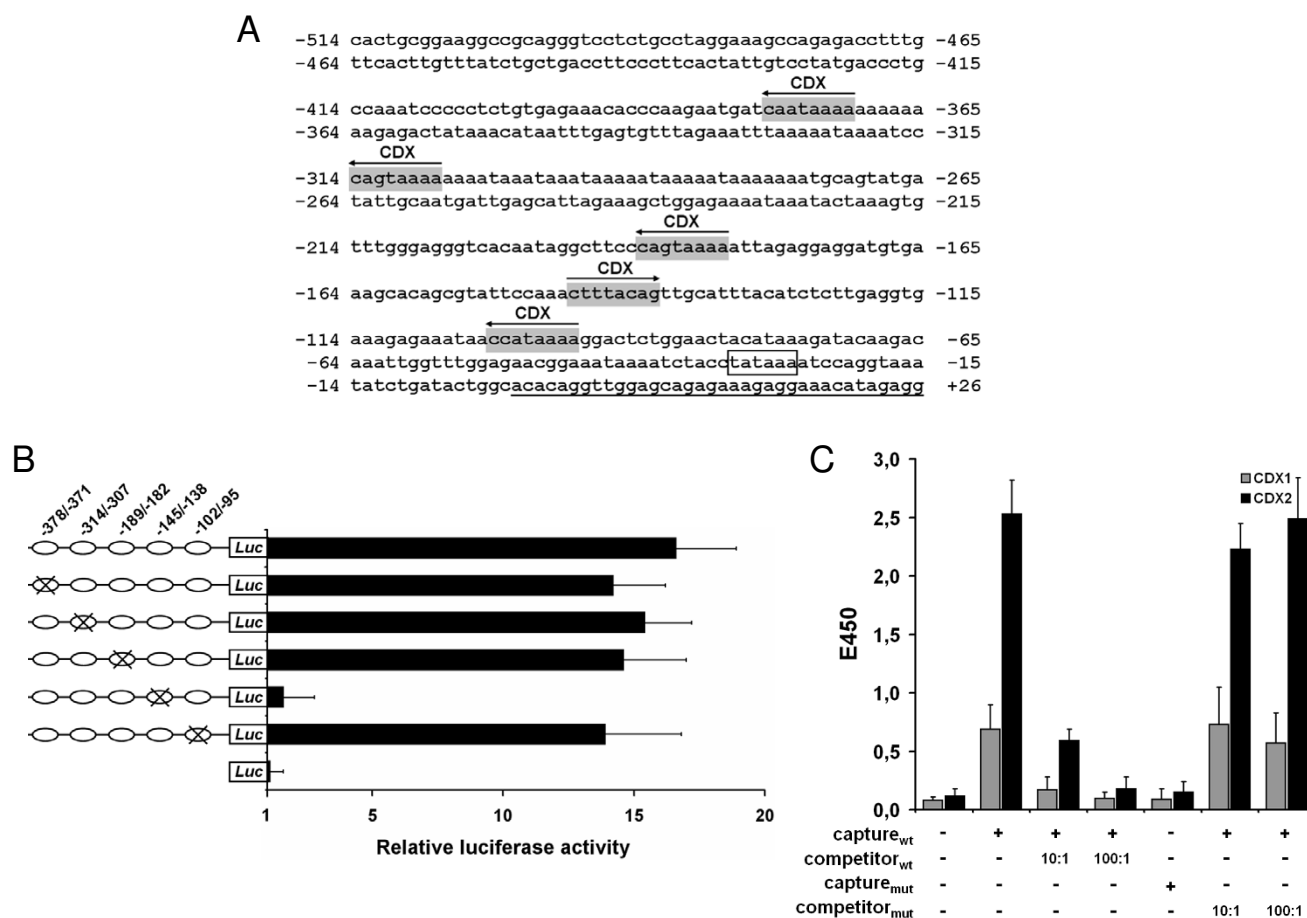 A
-514 cactgcggaaggccgcagggtcctctgcctaggaaagccagagacctttg -465
-464 ttcacttgtttatctgctgaccttcccttcactattgtcctatgaccctg -415
CDX
-414 ccaaatccccctctgtgagaaacacccaagaatgatcaataaaaaaaaaa -365
-364 aagagactataaacataatttgagtgtttagaaatttaaaaataaaatcc -315
CDX
-314 cagtaaaaaaaataaataaataaaaataaaaataaaaaaatgcagtatga -265
-264 tattgcaatgattgagcattagaaagctggagaaaataaatactaaagtg -215
CDX
-214 tttgggagggtcacaataggcttcccagtaaaaattagaggaggatgtga -165
CDX
-164 aagcacagcgtattccaaactttacagttgcatttacatctcttgaggtg -115
CDX
-114 aaagagaaataaccataaaaggactctggaactacataaagatacaagac -65
-64 aaattggtttggagaacggaaataaaatctacctataaaatccaggtaaa -15
-14 tatctgatactggcacacaggttggagcagagaaagaggaaacatagagg +26
B
-378/-371 -314/-307 -189/-182 -145/-138 -102/-95
Luc
Luc
Luc
Luc
Luc
Luc
Luc
1 5 10 15 20
Relative luciferase activity
C
E450
3,0
2,5
2,0
1,5
1,0
0,5
0,0
CDX1
CDX2
capturewt - + + + - + +
competitorwt - - 10:1 100:1 - - -
capturemut - - - - + - -
competitormut - - - - - 10:1 100:1